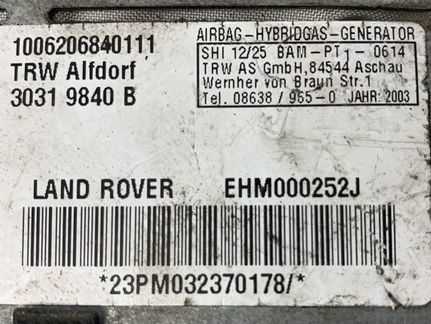 1006206840111
TRW Alfdorf
3031 9840 B
AIRBAG-HYBRIDGAS-GENERATOR
SHI 12/25 BAM-PT1-0614
TRW AS GmbH, 84544 Aschau
Wernher von Braun Str.1
Tel. 08638/965-0 JAHR: 2003
LAND ROVER EHM000252J
*23PM032370178/*